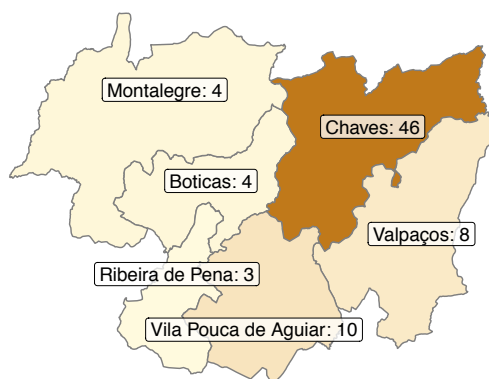 Montalegre: 4
Chaves: 46
Boticas: 4
Valpaços: 8
Ribeira de Pena: 3
Vila Pouca de Aguiar: 10